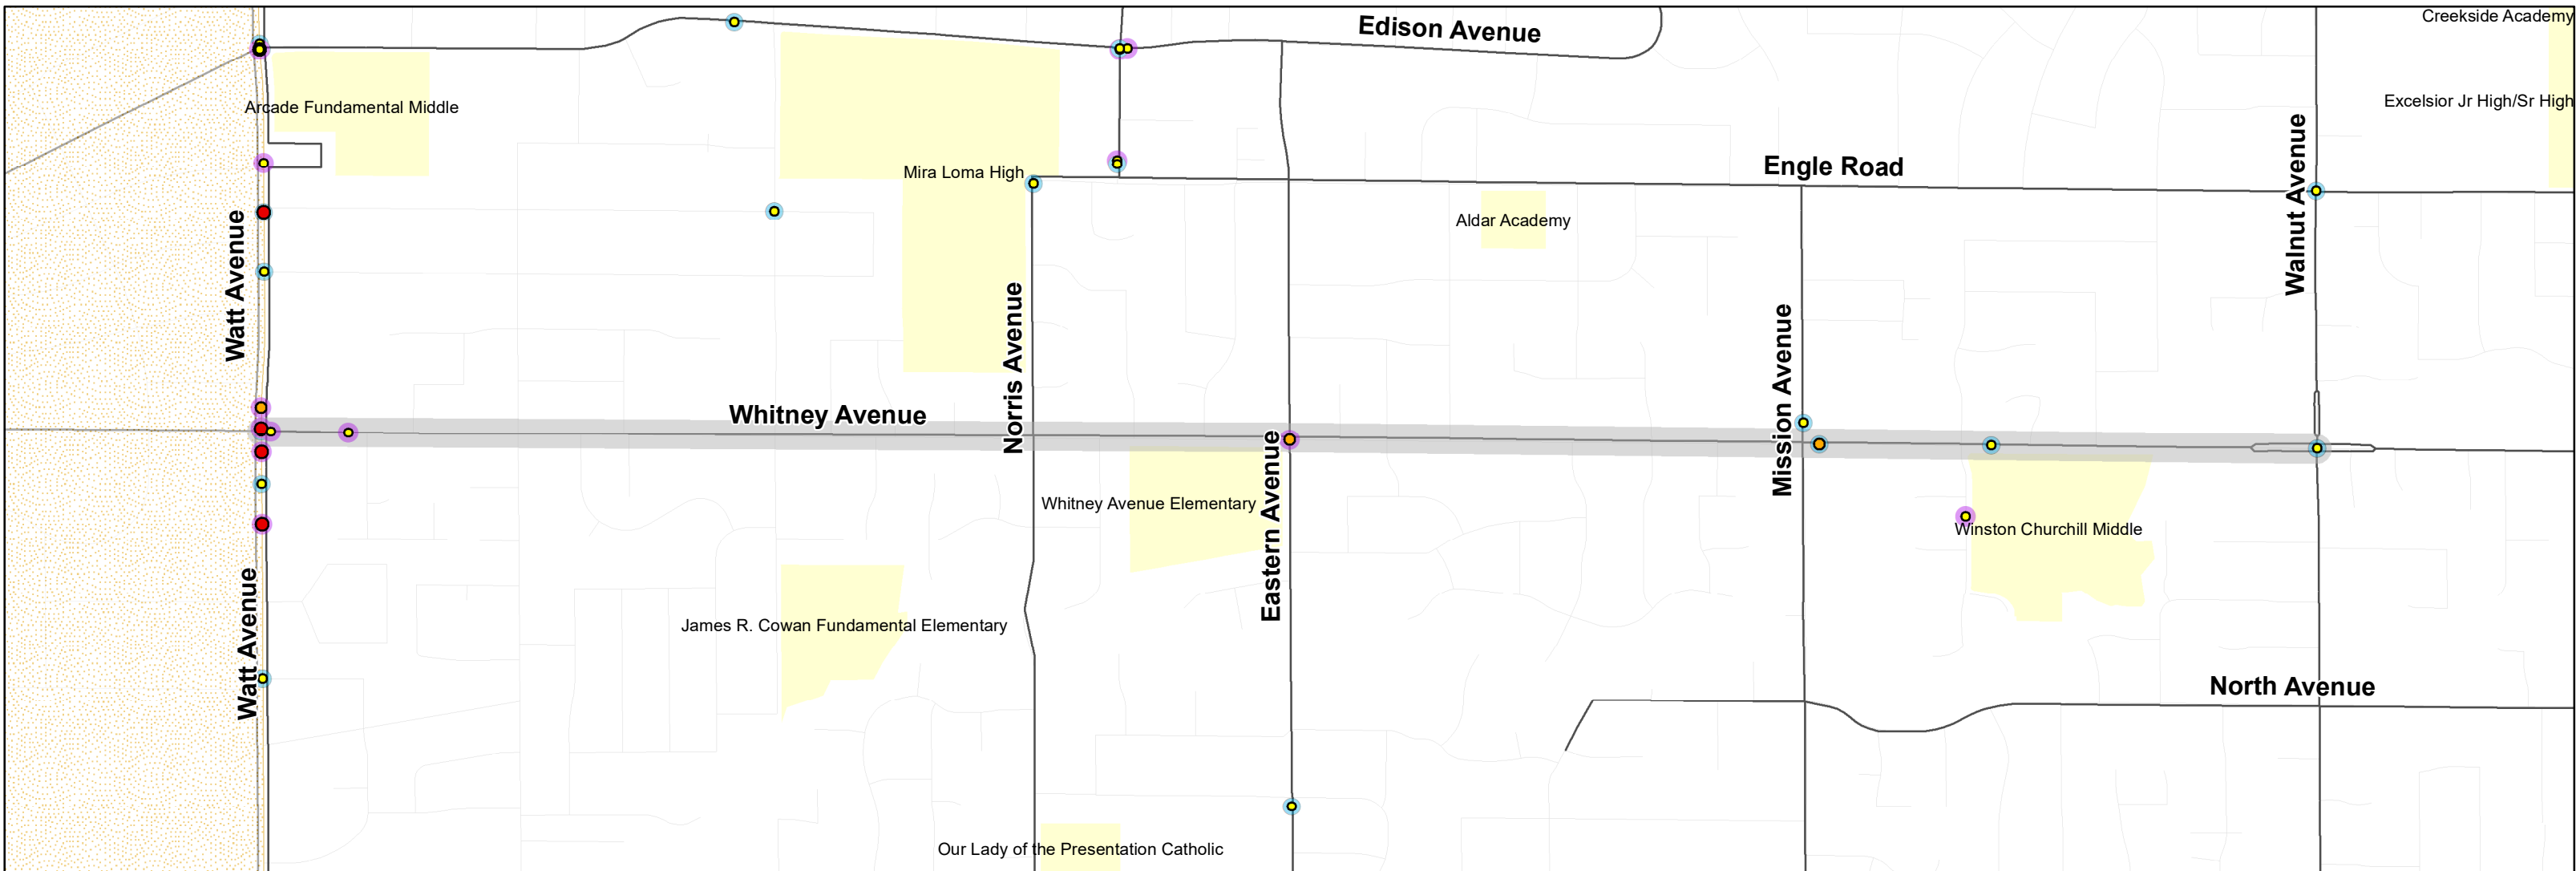 Creekside Academy
Edison Avenue
Excelsior Jr High/Sr High
Arcade Fundamental Middle
Mira Loma High
Engle Road
Walnut Avenue
Aldar Academy
Watt Avenue
Norris Avenue
Mission Avenue
Whitney Avenue
Whitney Avenue Elementary
Eastern Avenue
Winston Churchill Middle
James R. Cowan Fundamental Elementary
Watt Avenue
North Avenue
Our Lady of the Presentation Catholic